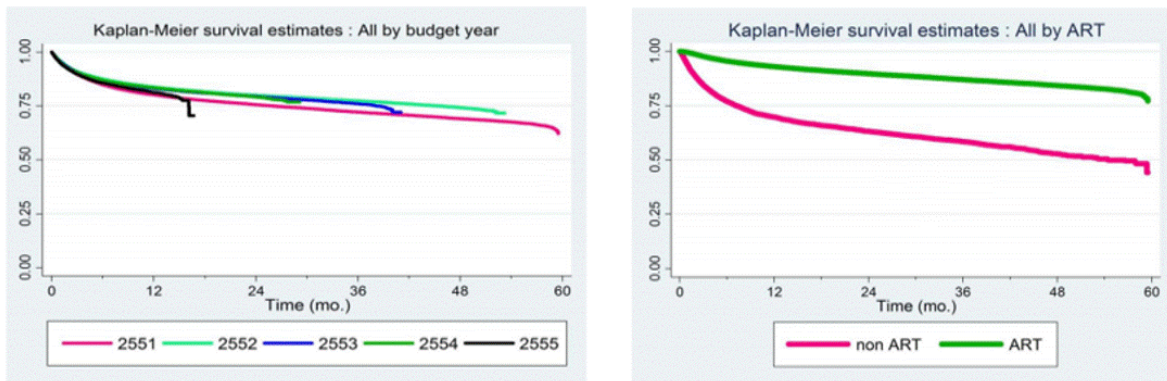 Kaplan-Meier survival estimates : All by budget year
1.00
0.75
0.50
0.25
0.00
0 12 24 36 48 60
Time (mo.)
2551 2552 2553 2554 2555
Kaplan-Meier survival estimates : All by ART
1.00
0.75
0.50
0.25
0.00
0 12 24 36 48 60
Time (mo.)
non ART ART